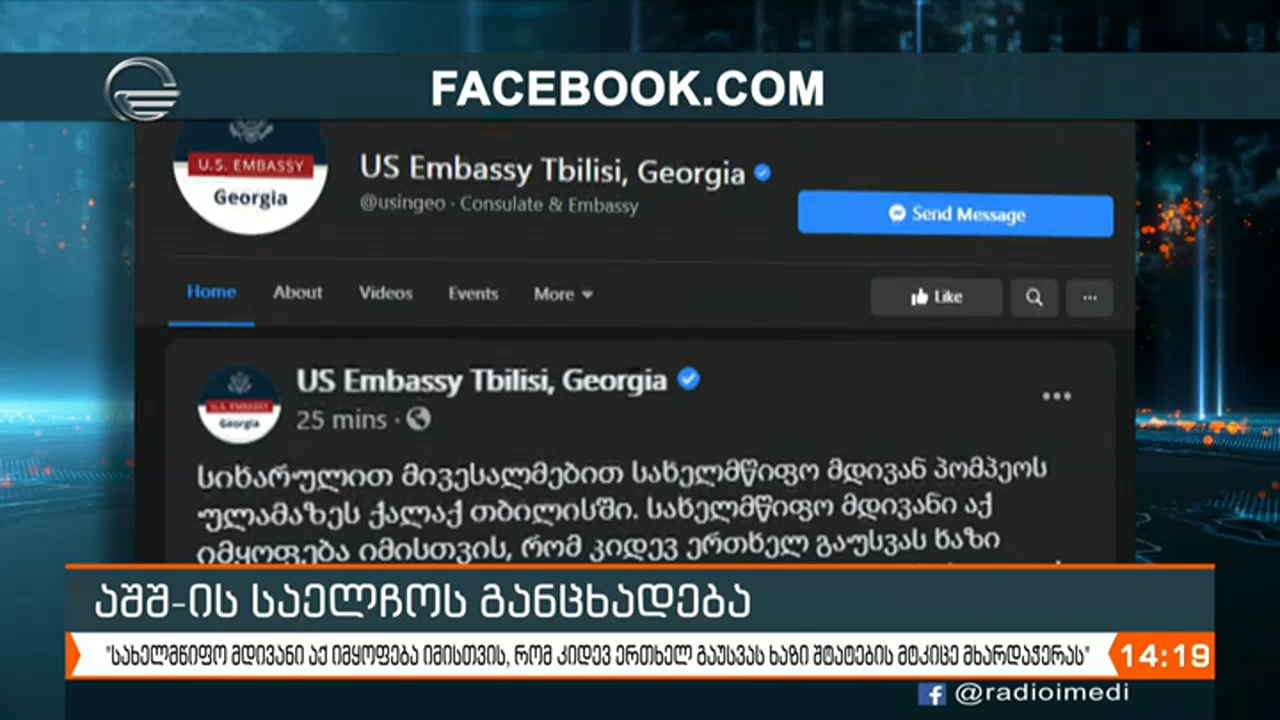 FACEBOOK.COM
U.S. EMBASSY
Georgia
US Embassy Tbilisi, Georgia
@usingeo · Consulate & Embassy
Send Message
Home About Videos Events More
Like
US Embassy Tbilisi, Georgia
U.S. EMBASSY
Georgia
25 mins ·
სიხარულით მივესალმებით სახელმწიფო მდივან პომპეოს
ულამაზეს ქალაქ თბილისში. სახელმწიფო მდივანი აქ
იმყოფება იმისთვის, რომ კიდევ ერთხელ გაუსვას ხაზი
აშშ-ის საელჩოს განცხადება
"სახელმწიფო მდივანი აქ იმყოფება იმისთვის, რომ კიდევ ერთხელ გაუსვას ხაზი შტატების მტკიცე მხარდაჭერას"
14:19
@radioimedi